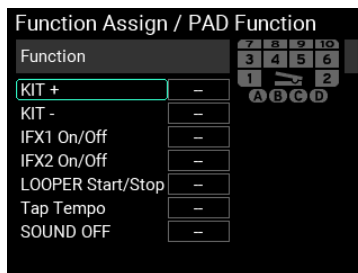 Function Assign / PAD Function
Function
7 8 9 10
3 4 5 6
1 2
A B C D
KIT + --
KIT - --
IFX1 On/Off --
IFX2 On/Off --
LOOPER Start/Stop --
Tap Tempo --
SOUND OFF --